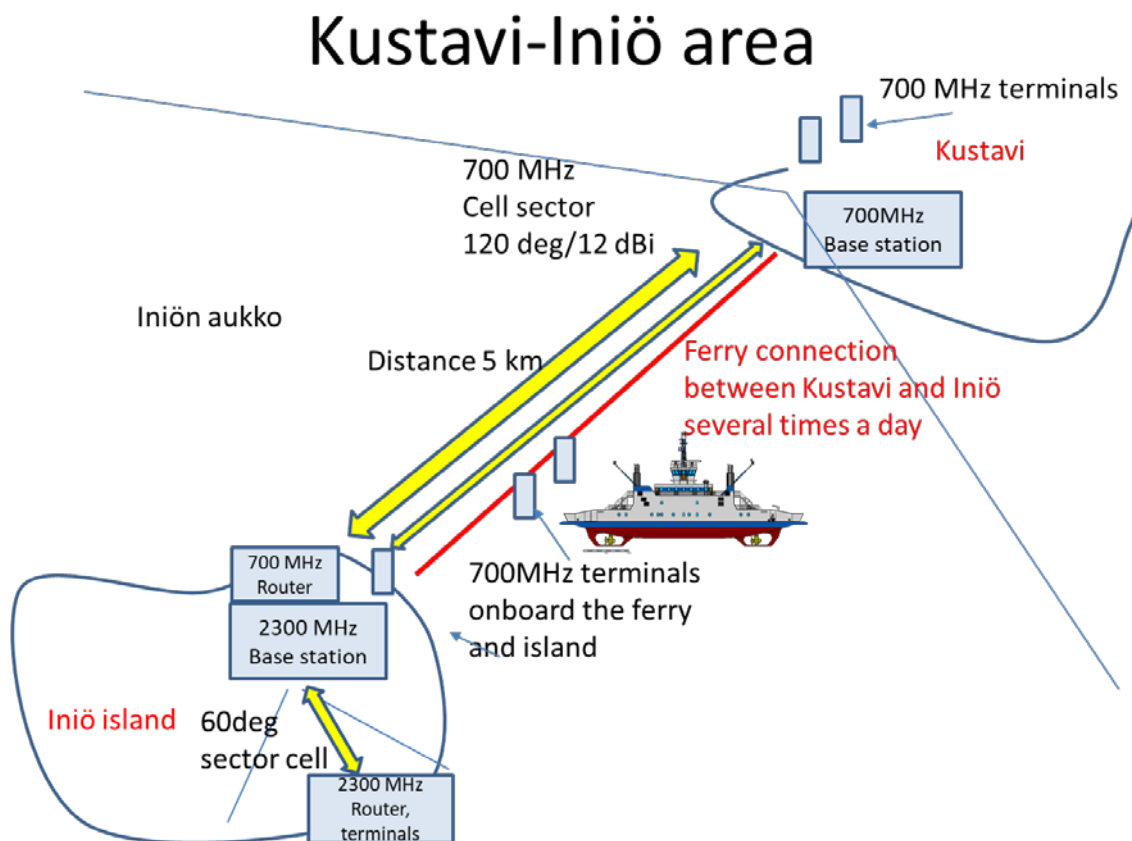 Kustavi-Iniö area
700 MHz terminals
Kustavi
700 MHz
Cell sector
120 deg/12 dBi
700MHz
Base station
Iniön aukko
Distance 5 km
Ferry connection
between Kustavi and Iniö
several times a day
700 MHz
Router
700MHz terminals
onboard the ferry
and island
2300 MHz
Base station
Iniö island
60deg
sector cell
2300 MHz
Router,
terminals